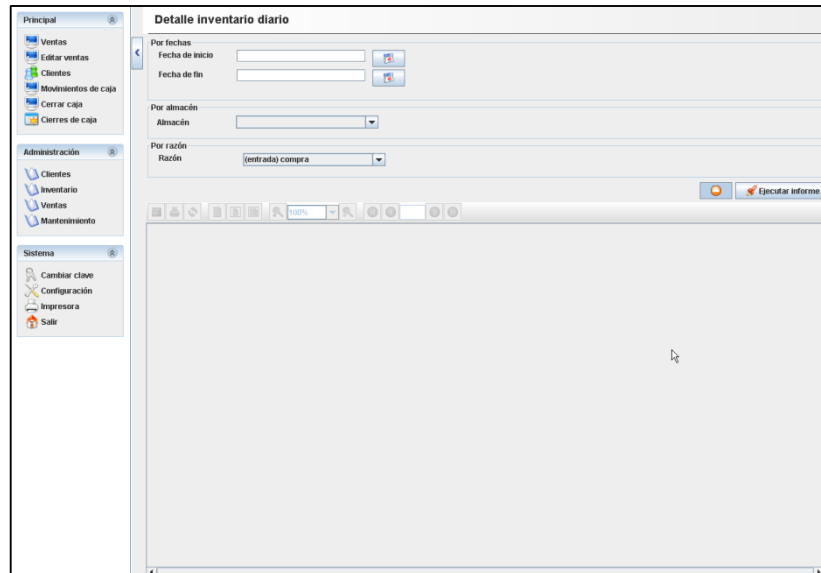 Principal
Ventas
Editar ventas
Clientes
Movimientos de caja
Cerrar caja
Cierres de caja
Administración
Clientes
Inventario
Ventas
Mantenimiento
Sistema
Cambiar clave
Configuración
Impresora
Salir
Detalle inventario diario
Por fechas
Fecha de inicio
Fecha de fin
Por almacén
Almacén
Por razón
Razón
(entrada) compra
Ejecutar informe
100%